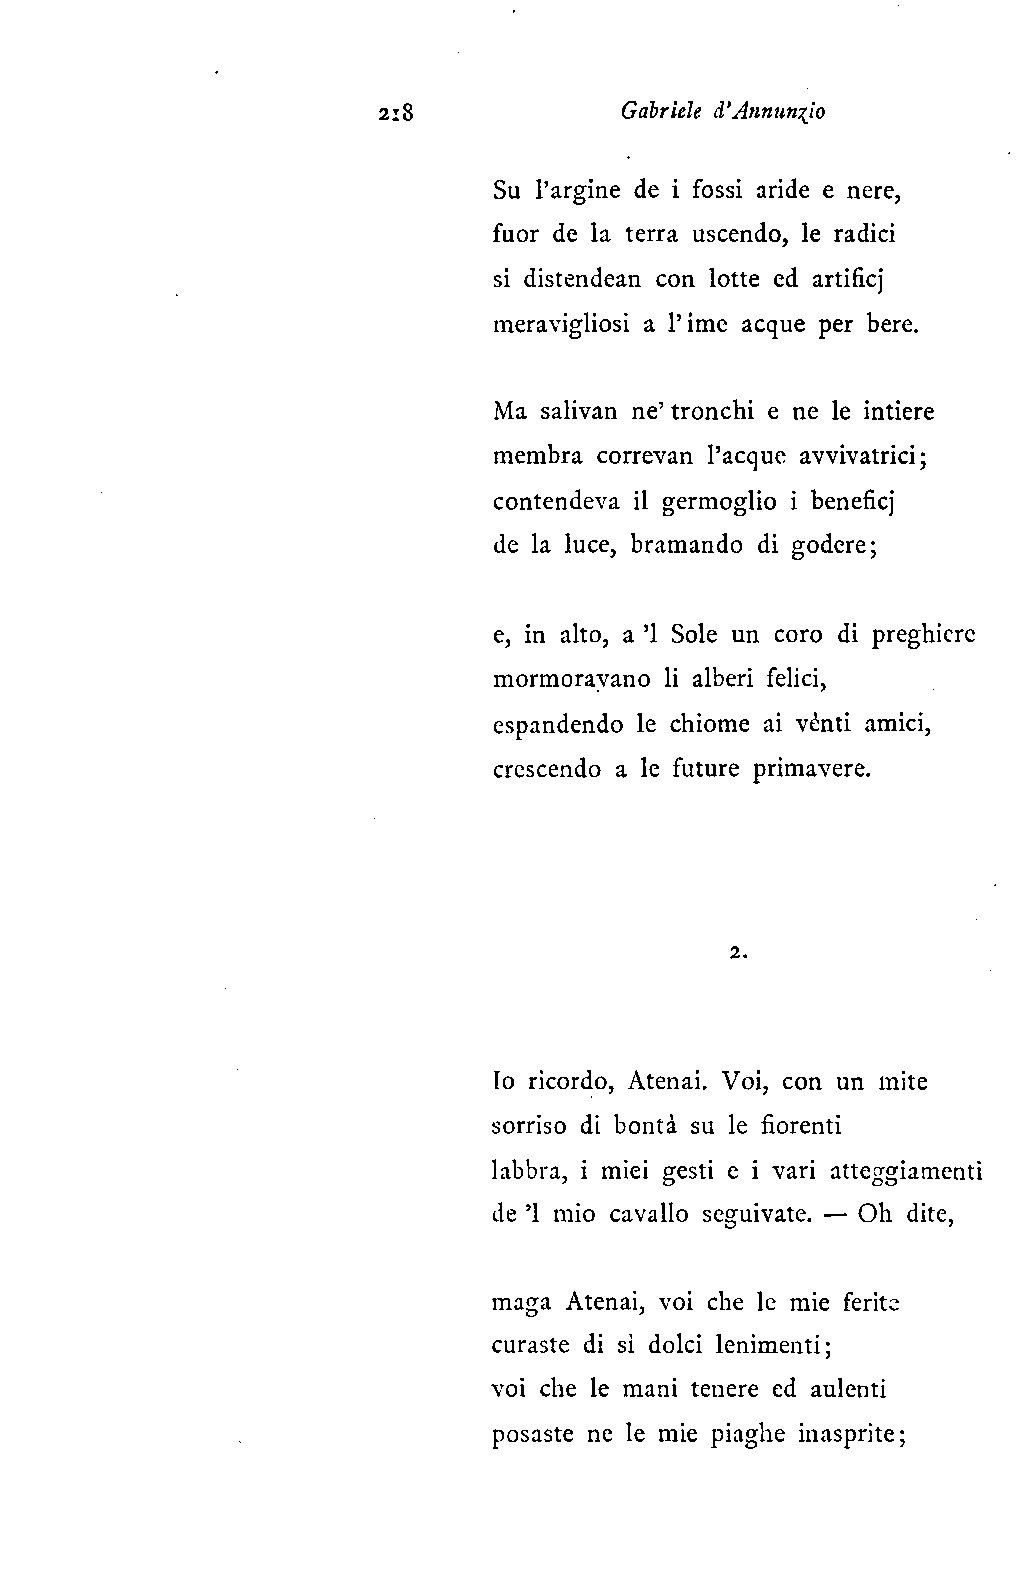 218 Gabriele d'Annunzio
Su l'argine de i fossi aride e nere,
fuor de la terra uscendo, le radici
si distendean con lotte ed artificj
meravigliosi a l'ime acque per bere.
Ma salivan ne' tronchi e ne le intiere
membra correvan l'acque avvivatrici;
contendeva il germoglio i beneficj
de la luce, bramando di godere;
e, in alto, a 'l Sole un coro di preghiere
mormoravano li alberi felici,
espandendo le chiome ai vènti amici,
crescendo a le future primavere.
2.
Io ricordo, Atenai. Voi, con un mite
sorriso di bontà su le fiorenti
labbra, i miei gesti e i vari atteggiamenti
de 'l mio cavallo seguivate. — Oh dite,
maga Atenai, voi che le mie ferite
curaste di sì dolci lenimenti;
voi che le mani tenere ed aulenti
posaste ne le mie piaghe inasprite;